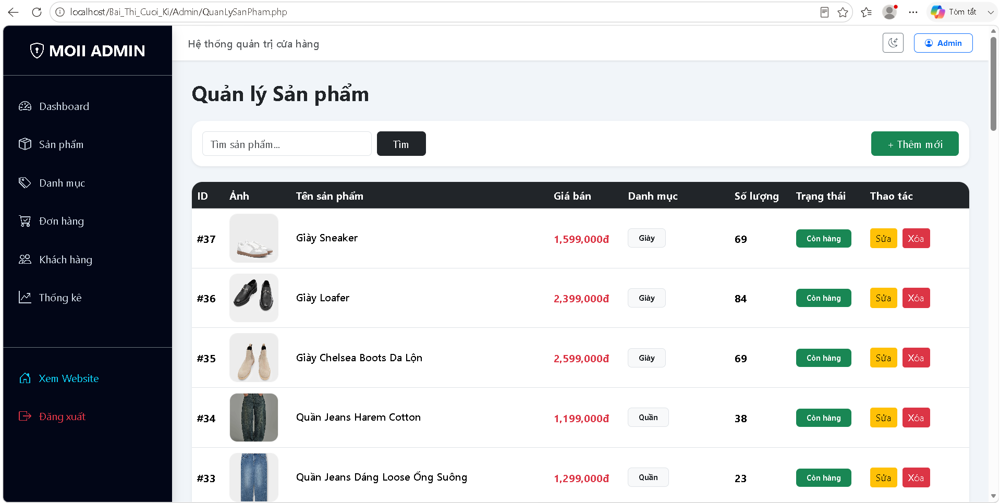 localhost/Bai_Thi_Cuoi_Ki/Admin/QuanLySanPham.php
Tóm tắt
MOII ADMIN
Hệ thống quản trị cửa hàng
Admin
Dashboard
Sản phẩm
Danh mục
Đơn hàng
Khách hàng
Thống kê
Xem Website
Đăng xuất
Quản lý Sản phẩm
Tìm sản phẩm...
Tìm
+ Thêm mới
ID Ảnh Tên sản phẩm Giá bán Danh mục Số lượng Trạng thái Thao tác
#37 Giày Sneaker 1,599,000đ Giày 69 Còn hàng Sửa Xóa
#36 Giày Loafer 2,399,000đ Giày 84 Còn hàng Sửa Xóa
#35 Giày Chelsea Boots Da Lộn 2,599,000đ Giày 69 Còn hàng Sửa Xóa
#34 Quần Jeans Harem Cotton 1,199,000đ Quần 38 Còn hàng Sửa Xóa
#33 Quần Jeans Dáng Loose Ống Suông 1,299,000đ Quần 23 Còn hàng Sửa Xóa